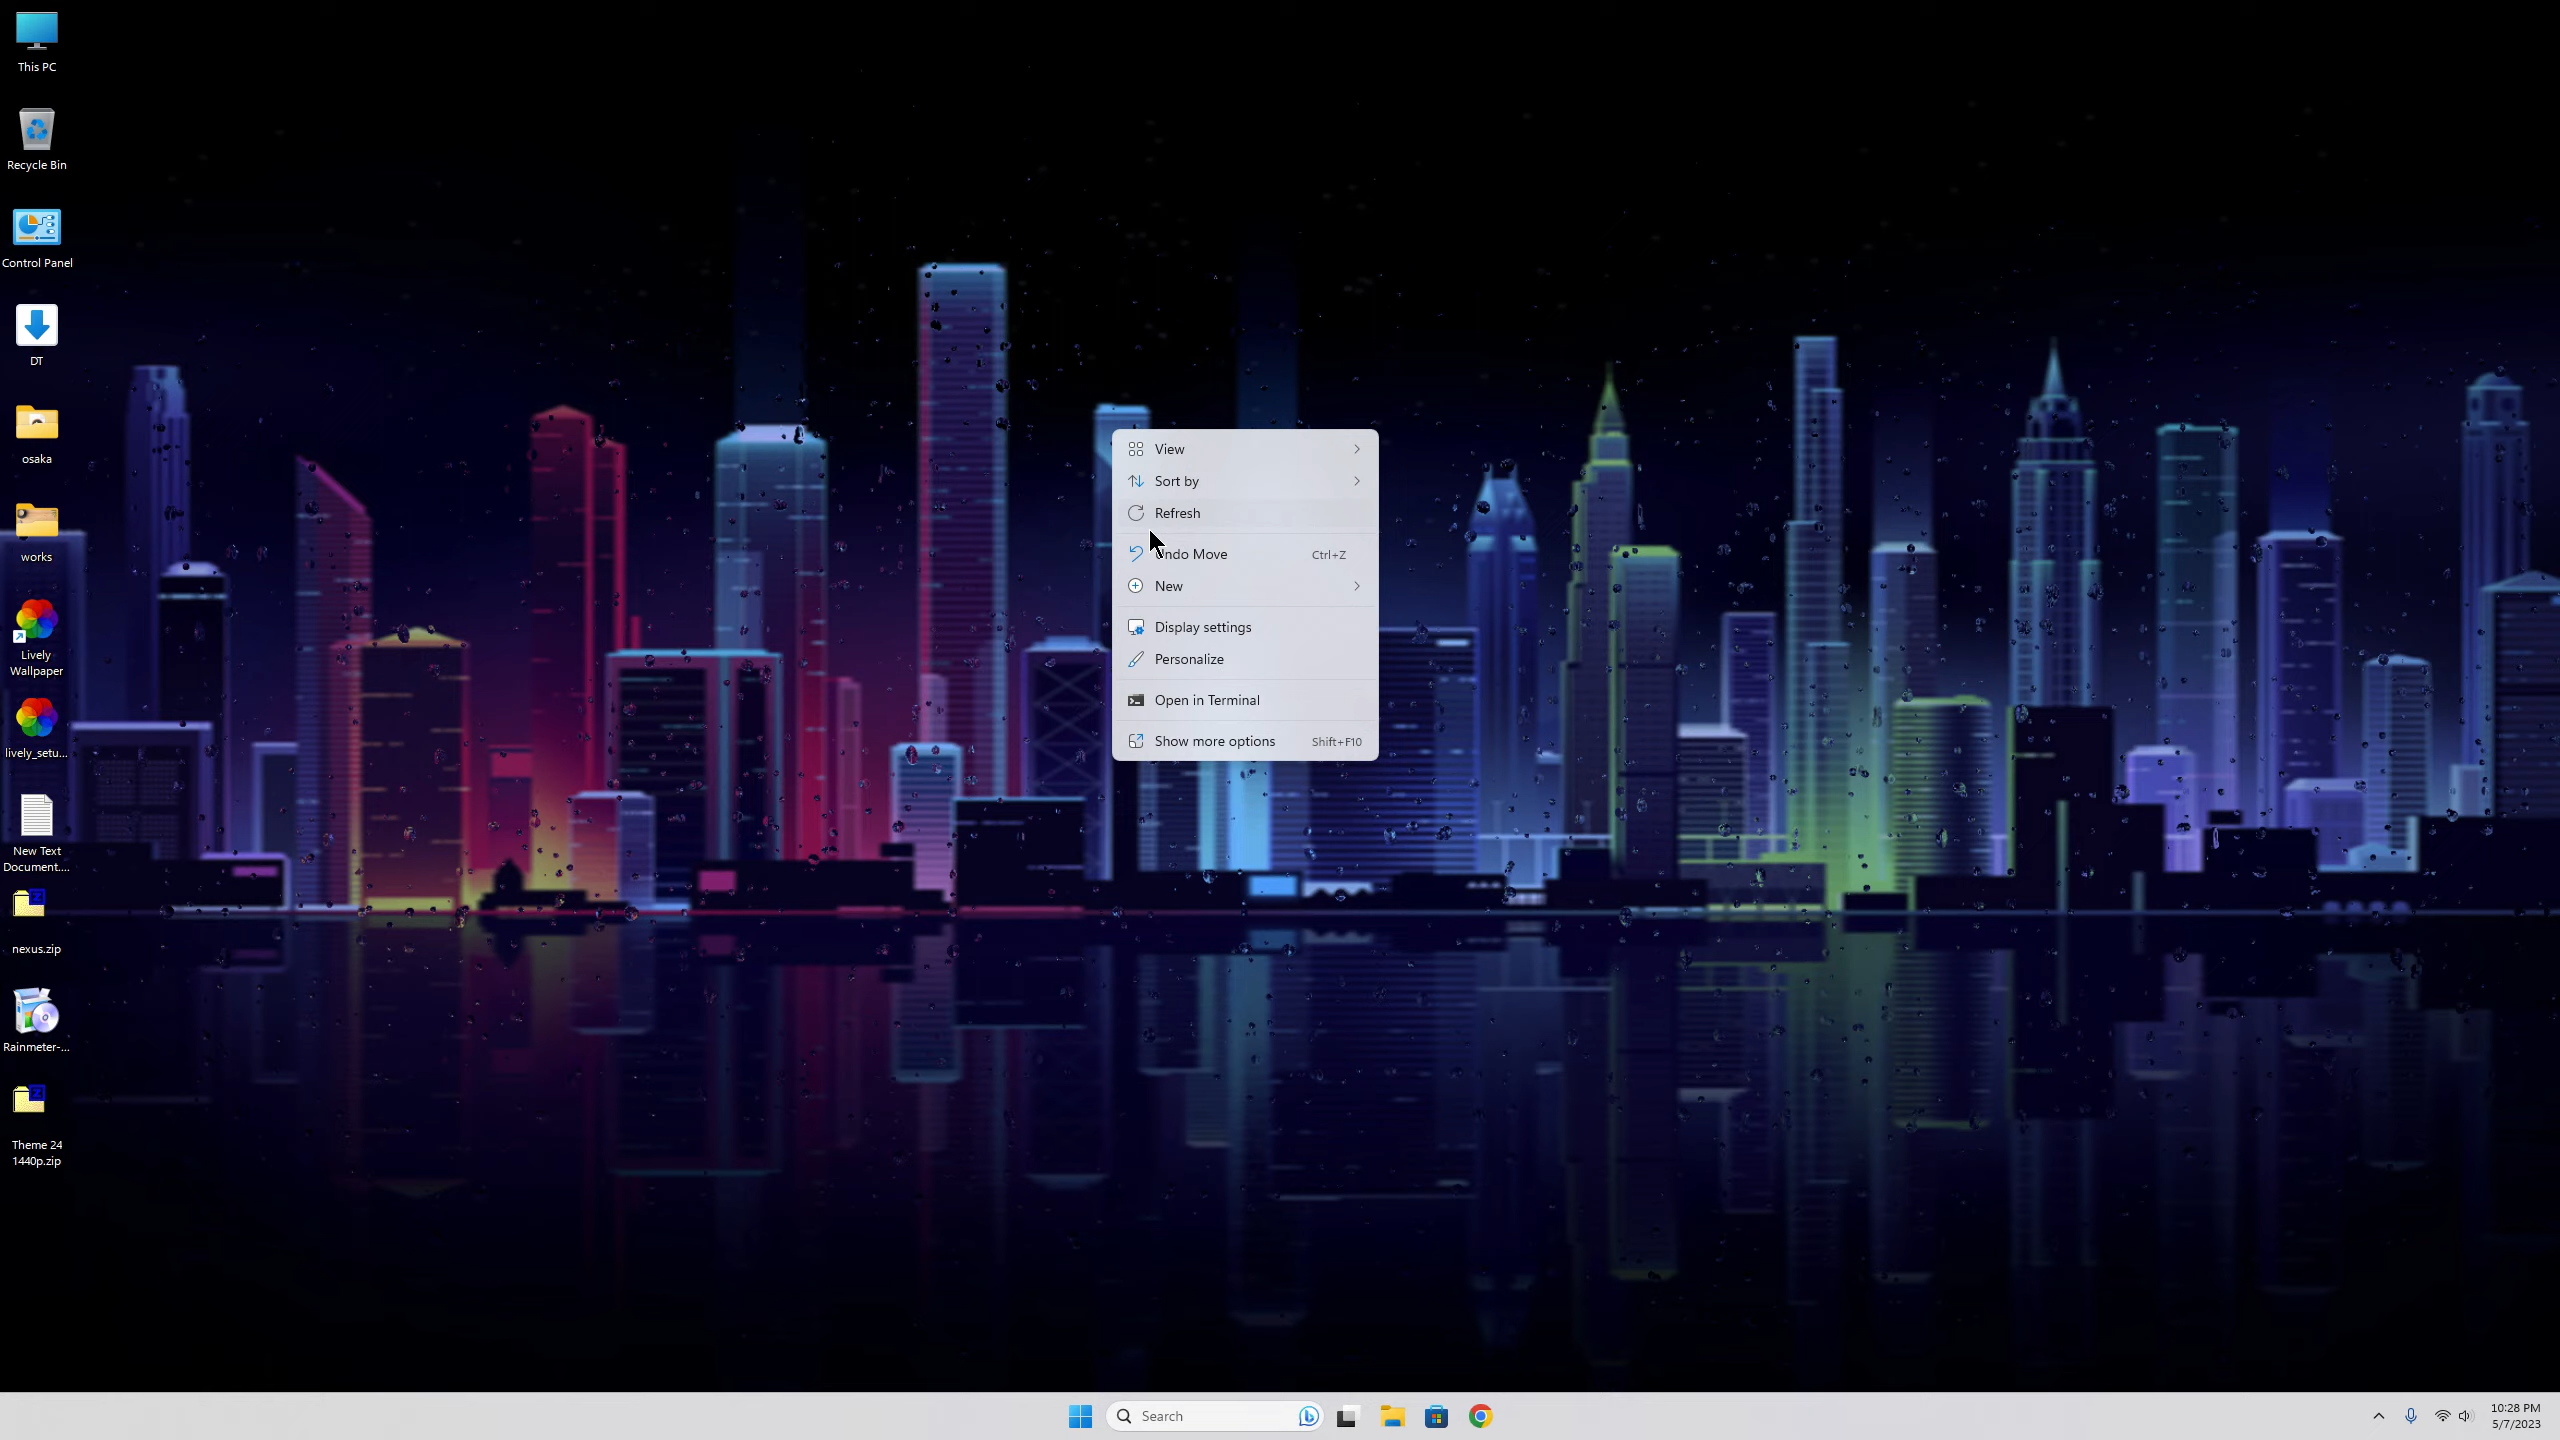 This PC
Recycle Bin
Control Panel
DT
osaka
works
Lively
Wallpaper
lively_setu...
New Text
Document....
nexus.zip
Rainmeter-...
Theme 24
1440p.zip
View
Sort by
Refresh
Undo Move Ctrl+Z
New
Display settings
Personalize
Open in Terminal
Show more options Shift+F10
Search
10:28 PM
5/7/2023